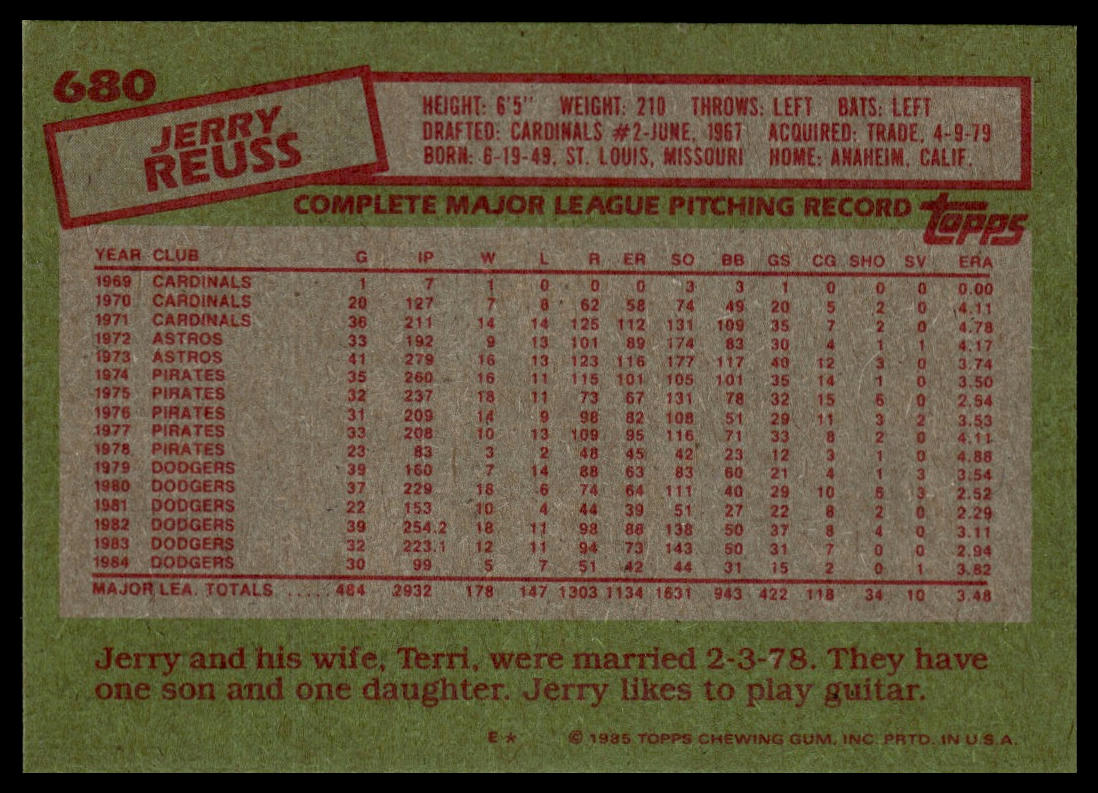 680
JERRY
REUSS
HEIGHT: 6'5" WEIGHT: 210 THROWS: LEFT BATS: LEFT
DRAFTED: CARDINALS #2-JUNE, 1967 ACQUIRED: TRADE, 4-9-79
BORN: 6-19-49, ST. LOUIS, MISSOURI HOME: ANAHEIM, CALIF.
COMPLETE MAJOR LEAGUE PITCHING RECORD topps
YEAR CLUB G IP W L R ER SO BB GS CG SHO SV ERA
1969 CARDINALS 1 7 1 0 0 0 3 3 1 0 0 0 0.00
1970 CARDINALS 20 127 7 8 62 58 74 49 20 5 2 0 4.11
1971 CARDINALS 36 211 14 14 125 112 131 109 35 7 2 0 4.78
1972 ASTROS 33 192 9 13 101 89 174 83 30 4 1 1 4.17
1973 ASTROS 41 279 16 13 123 116 177 117 40 12 3 0 3.74
1974 PIRATES 35 260 16 11 115 101 105 101 35 14 1 0 3.50
1975 PIRATES 32 237 18 11 73 67 131 78 32 15 6 0 2.54
1976 PIRATES 31 209 14 9 98 82 108 51 29 11 3 2 3.53
1977 PIRATES 33 208 10 13 109 95 116 71 33 8 2 0 4.11
1978 PIRATES 23 83 3 2 48 45 42 23 12 3 1 0 4.88
1979 DODGERS 39 160 7 14 88 63 83 60 21 4 1 3 3.54
1980 DODGERS 37 229 18 6 74 64 111 40 29 10 6 3 2.52
1981 DODGERS 22 153 10 4 44 39 51 27 22 8 2 0 2.29
1982 DODGERS 39 254.2 18 11 98 88 138 50 37 8 4 0 3.11
1983 DODGERS 32 223.1 12 11 94 73 143 50 31 7 0 0 2.94
1984 DODGERS 30 99 5 7 51 42 44 31 15 2 0 1 3.82
MAJOR LEA. TOTALS ..... 484 2932 178 147 1303 1134 1631 943 422 118 34 10 3.48
Jerry and his wife, Terri, were married 2-3-78. They have
one son and one daughter. Jerry likes to play guitar.
E* © 1985 TOPPS CHEWING GUM, INC. PRTD. IN U.S.A.